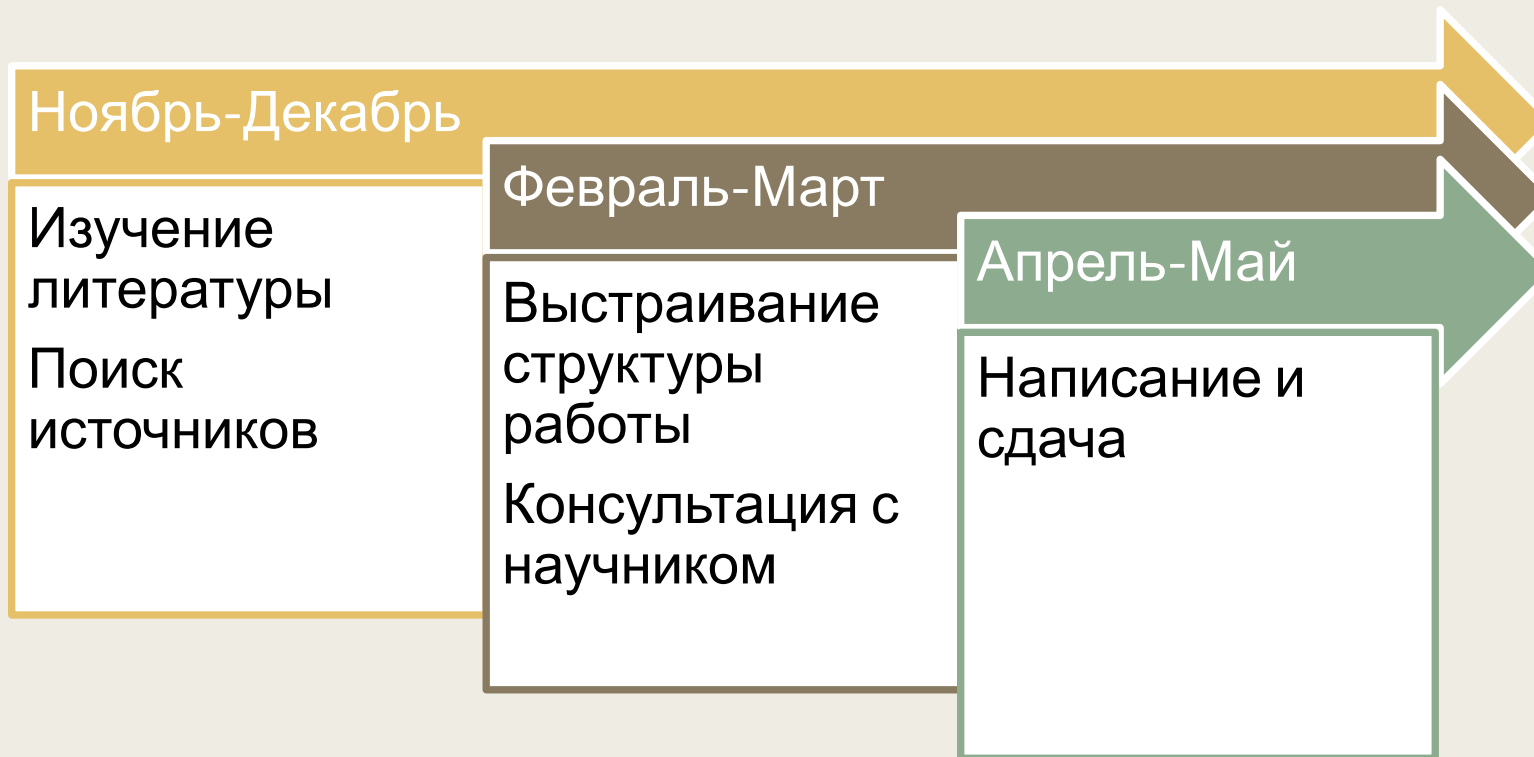 Ноябрь-Декабрь
Изучение
литературы
Поиск
источников
Февраль-Март
Выстраивание
структуры
работы
Консультация с
научником
Апрель-Май
Написание и
сдача